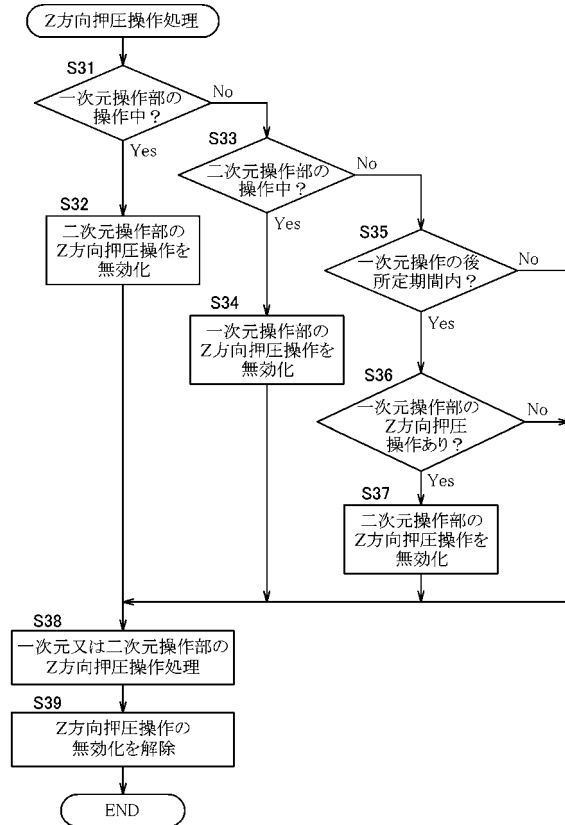 Z方向押圧操作処理
S31
一次元操作部の
操作中？
No
Yes
S32
二次元操作部の
Z方向押圧操作を
無効化
S33
二次元操作部の
操作中？
No
Yes
S34
一次元操作部の
Z方向押圧操作を
無効化
S35
一次元操作の後
所定期間内？
No
Yes
S36
一次元操作部の
Z方向押圧
操作あり？
No
Yes
S37
二次元操作部の
Z方向押圧操作を
無効化
S38
一次元又は二次元操作部の
Z方向押圧操作処理
S39
Z方向押圧操作の
無効化を解除
END